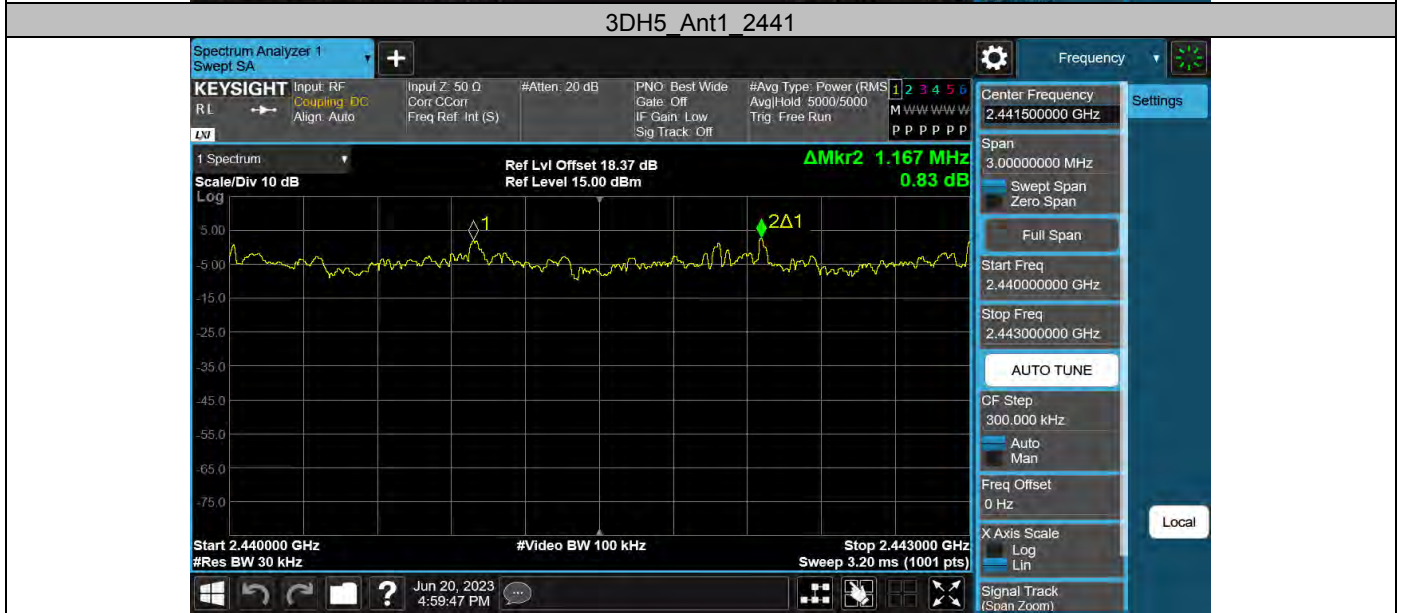 3DH5_Ant1_2441
Spectrum Analyzer 1
Swept SA
+
Frequency
KEYSIGHT
RL
LXI
Input: RF
Coupling: DC
Align: Auto
Input Z: 50 Ω
Corr CCorr
Freq Ref: Int (S)
#Atten: 20 dB
PNO: Best Wide
Gate: Off
IF Gain: Low
Sig Track: Off
#Avg Type: Power (RMS
Avg|Hold: 5000/5000
Trig: Free Run
1 2 3 4 5 6
M W W W W W
P P P P P P
1 Spectrum
Scale/Div 10 dB
Log
Ref Lvl Offset 18.37 dB
Ref Level 15.00 dBm
ΔMkr2 1.167 MHz
0.83 dB
1
2Δ1
5.00
-5.00
-15.0
-25.0
-35.0
-45.0
-55.0
-65.0
-75.0
Start 2.440000 GHz
#Res BW 30 kHz
#Video BW 100 kHz
Stop 2.443000 GHz
Sweep 3.20 ms (1001 pts)
Jun 20, 2023
4:59:47 PM
Center Frequency
2.441500000 GHz
Span
3.00000000 MHz
Swept Span
Zero Span
Full Span
Start Freq
2.440000000 GHz
Stop Freq
2.443000000 GHz
AUTO TUNE
CF Step
300.000 kHz
Auto
Man
Freq Offset
0 Hz
X Axis Scale
Log
Lin
Signal Track
(Span Zoom)
Settings
Local